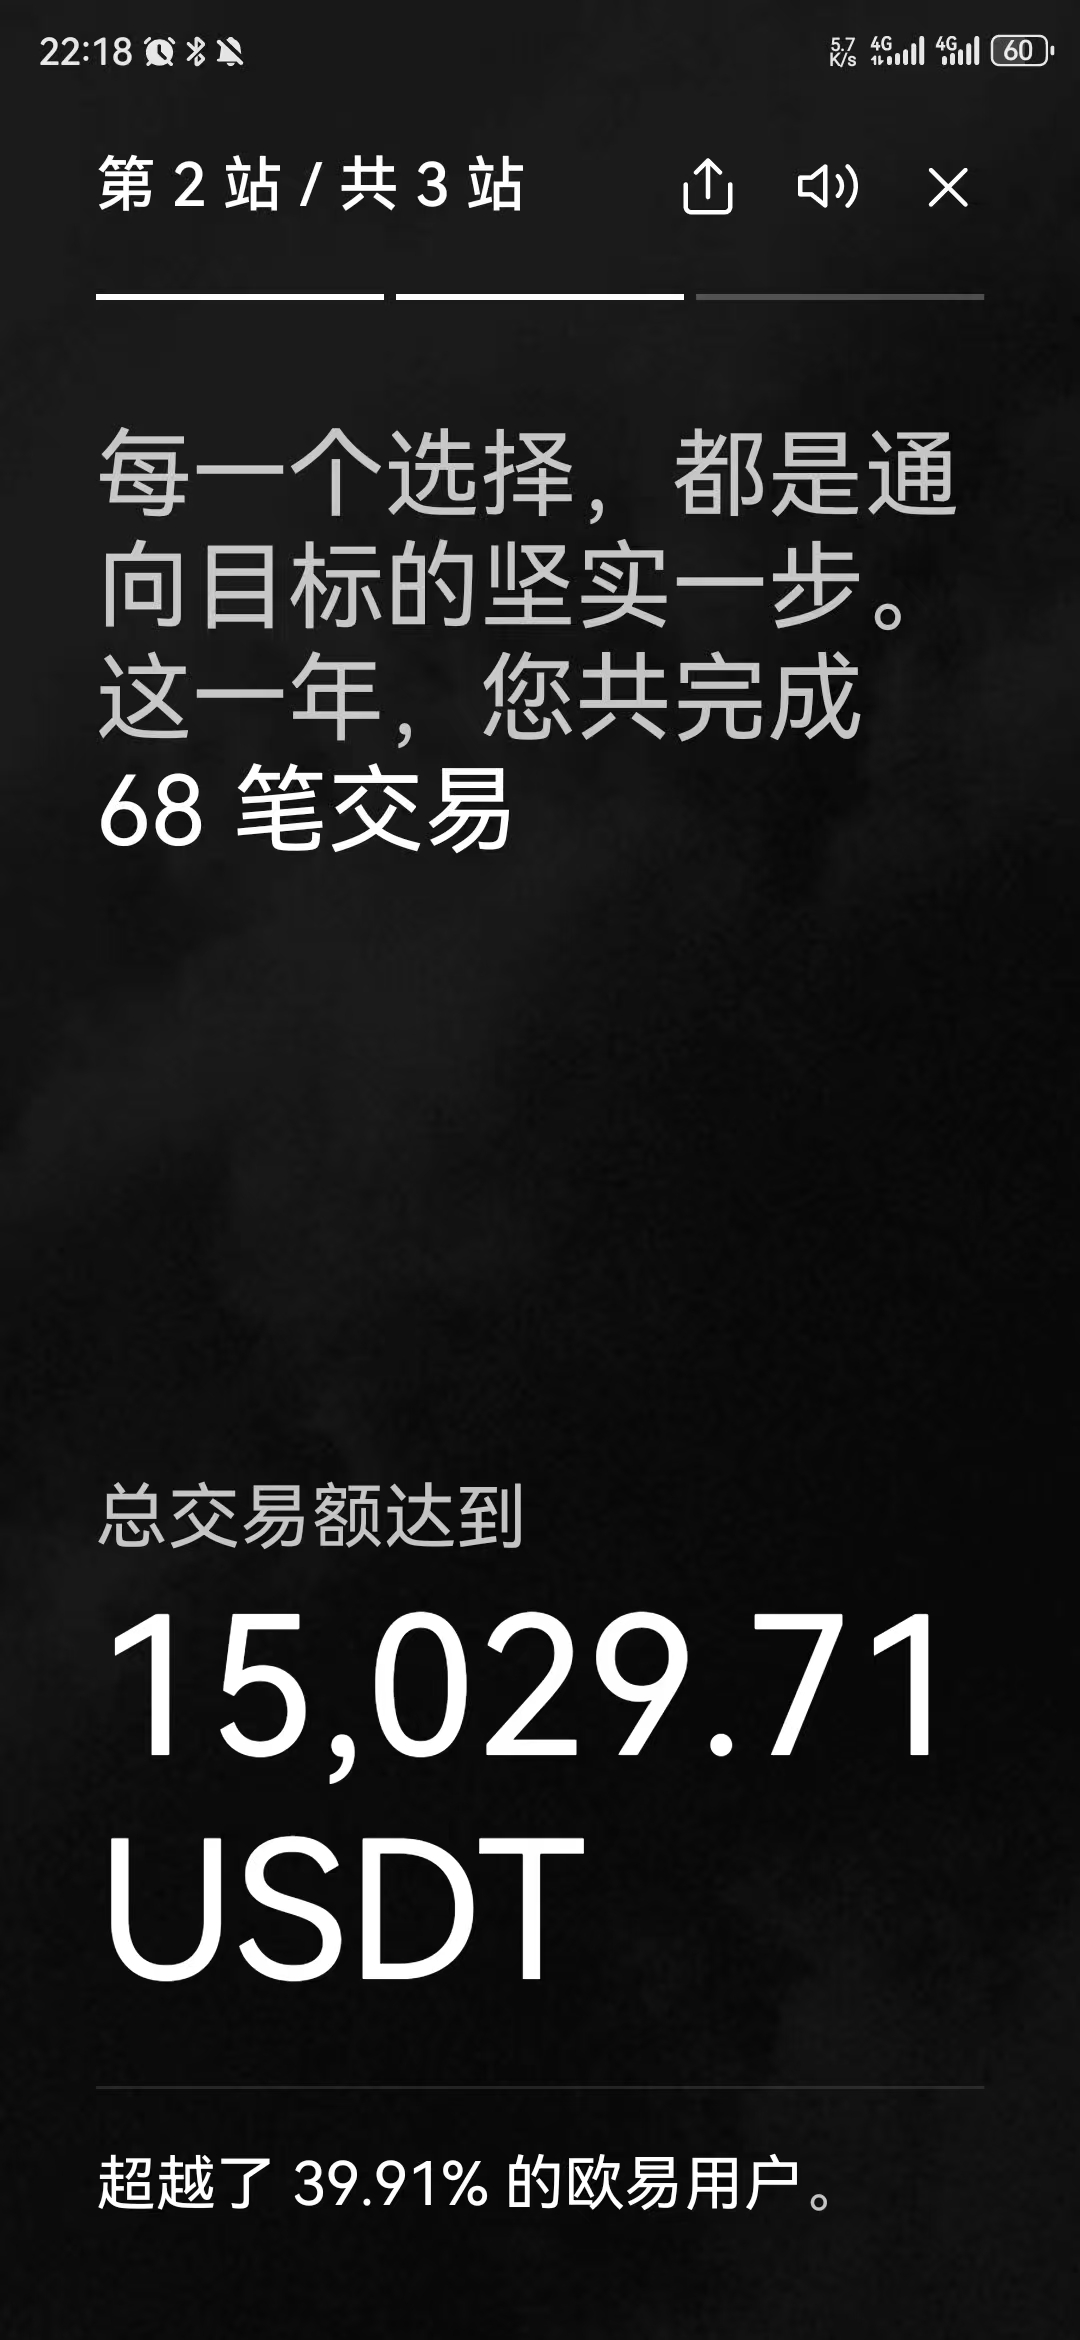 22:18
5.7 K/s 4G 4G 60
第 2 站 / 共 3 站
每一个选择，都是通
向目标的坚实一步。
这一年，您共完成
68 笔交易
总交易额达到
15,029.71
USDT
超越了 39.91% 的欧易用户。